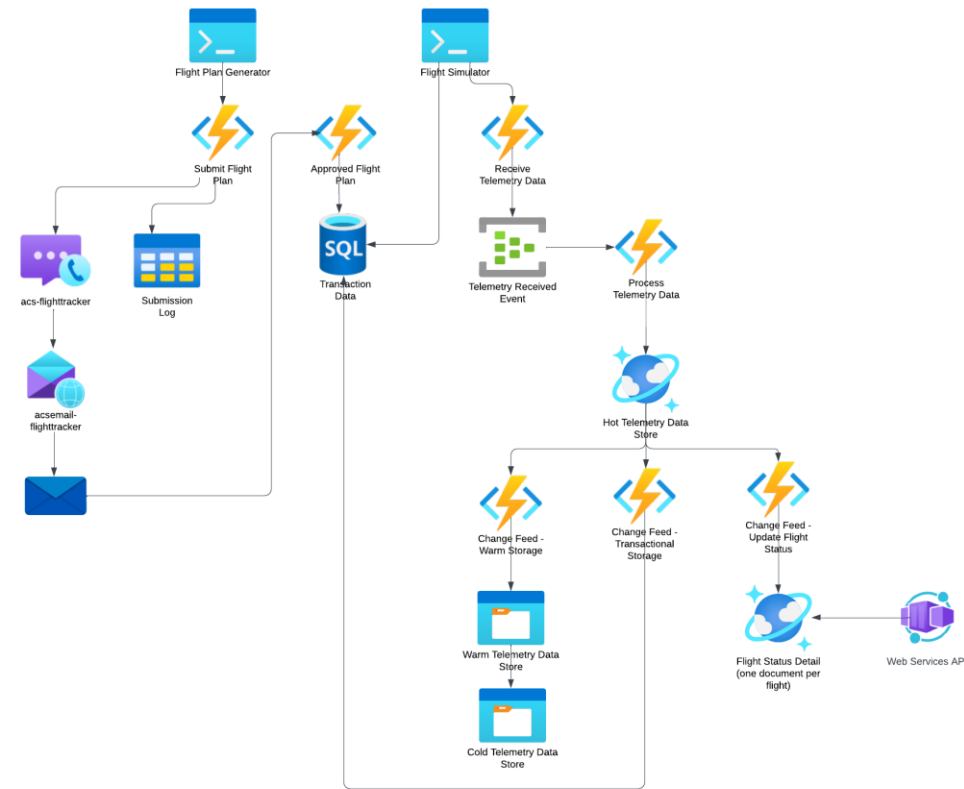 Flight Plan Generator
Flight Simulator
Submit Flight
Plan
Approved Flight
Plan
Receive
Telemetry Data
acs-flighttracker
Submission
Log
SQL
Transaction
Data
Telemetry Received
Event
Process
Telemetry Data
acsemail-
flighttracker
Hot Telemetry Data
Store
Change Feed -
Warm Storage
Change Feed -
Transactional
Storage
Change Feed -
Update Flight
Status
Warm Telemetry Data
Store
Flight Status Detail
(one document per
flight)
Web Services AP
Cold Telemetry Data
Store